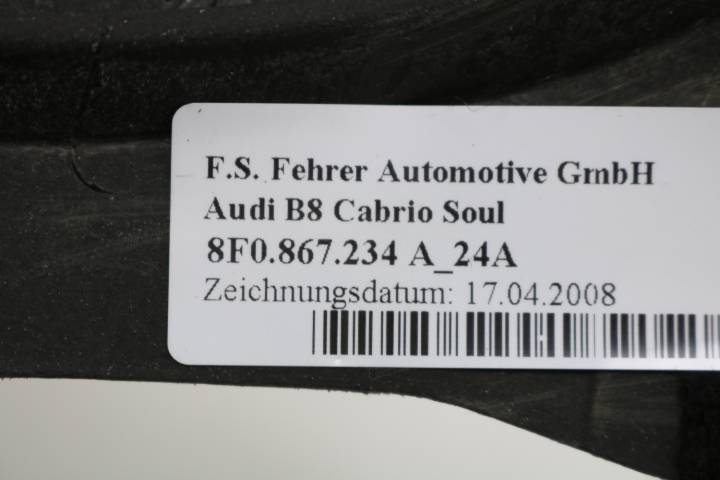 F.S. Fehrer Automotive GmbH
Audi B8 Cabrio Soul
8F0.867.234 A_24A
Zeichnungsdatum: 17.04.2008